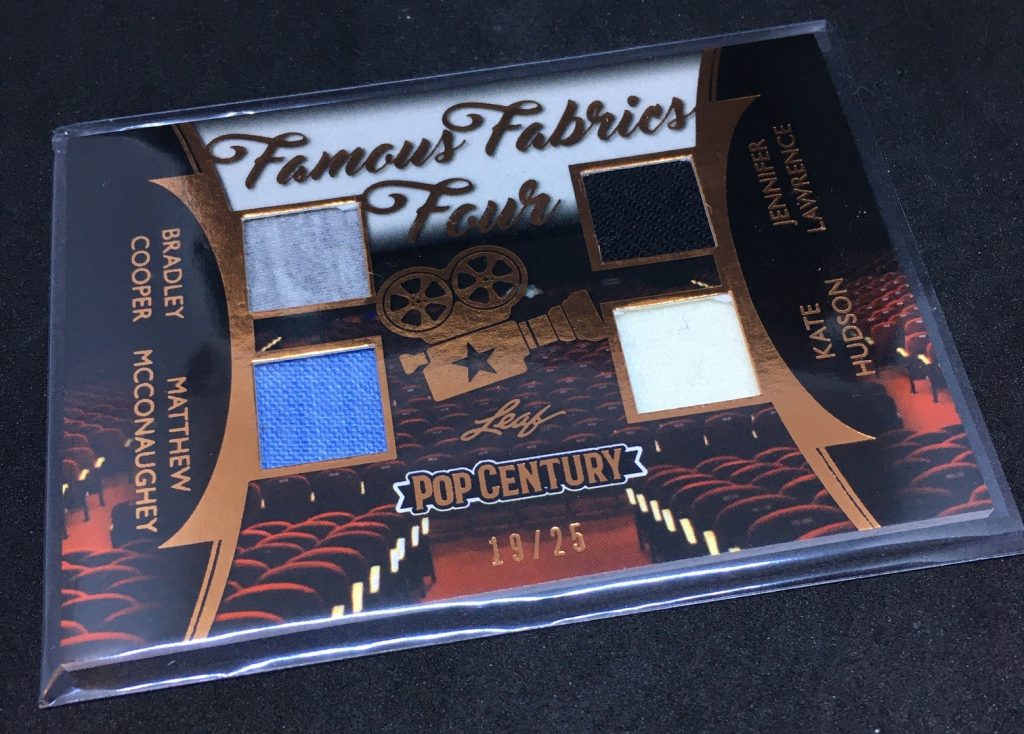 Famous Fabrics
Four
BRADLEY
COOPER
MATTHEW
MCCONAUGHEY
JENNIFER
LAWRENCE
KATE
HUDSON
Leaf
POP CENTURY
19/25